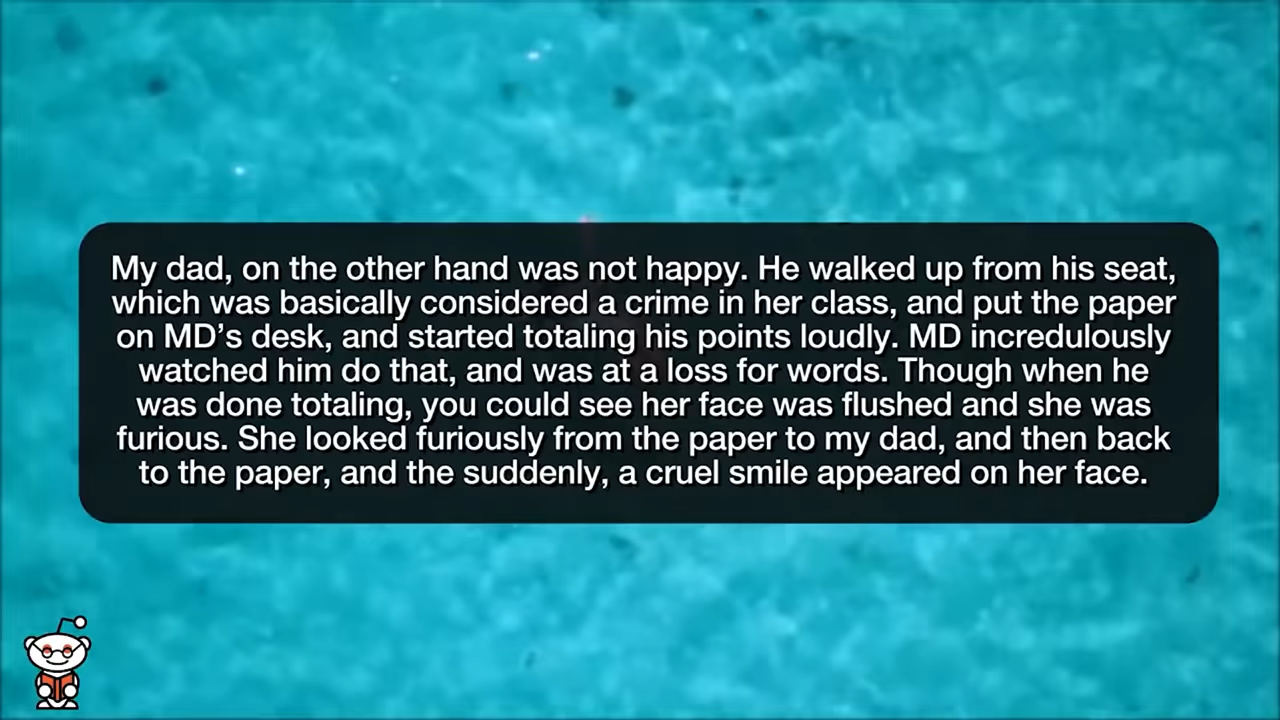 My dad, on the other hand was not happy. He walked up from his seat,
which was basically considered a crime in her class, and put the paper
on MD’s desk, and started totaling his points loudly. MD incredulously
watched him do that, and was at a loss for words. Though when he
was done totaling, you could see her face was flushed and she was
furious. She looked furiously from the paper to my dad, and then back
to the paper, and the suddenly, a cruel smile appeared on her face.